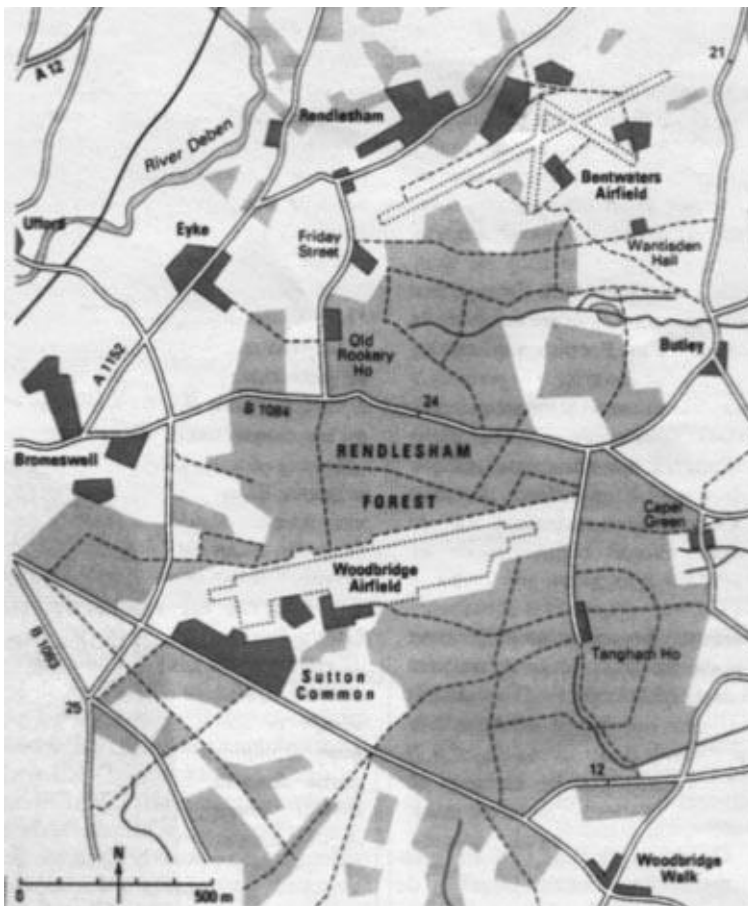 A 12
21
River Deben
Rendlesham
Bentwaters
Airfield
Ufford
Eyke
Friday
Street
Wantisden
Hall
Old
Rookery
Ho
Butley
A 1152
B 1084
24
RENDLESHAM
FOREST
Bromeswell
Capel
Green
Woodbridge
Airfield
B 1083
Tangham Ho
Sutton
Common
25
12
N
0
500 m
Woodbridge
Walk